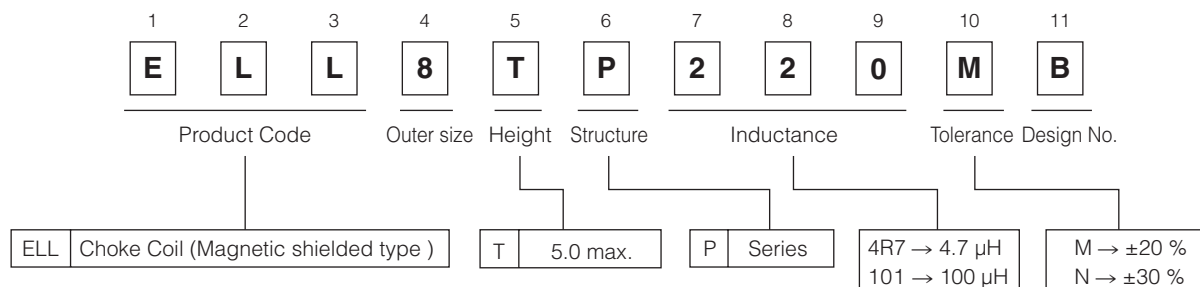 1 2 3 4 5 6 7 8 9 10 11
E L L 8 T P 2 2 0 M B
Product Code Outer size Height Structure Inductance Tolerance Design No.
ELL Choke Coil (Magnetic shielded type ) T 5.0 max. P Series 4R7 → 4.7 µH M → ±20 %
101 → 100 µH N → ±30 %